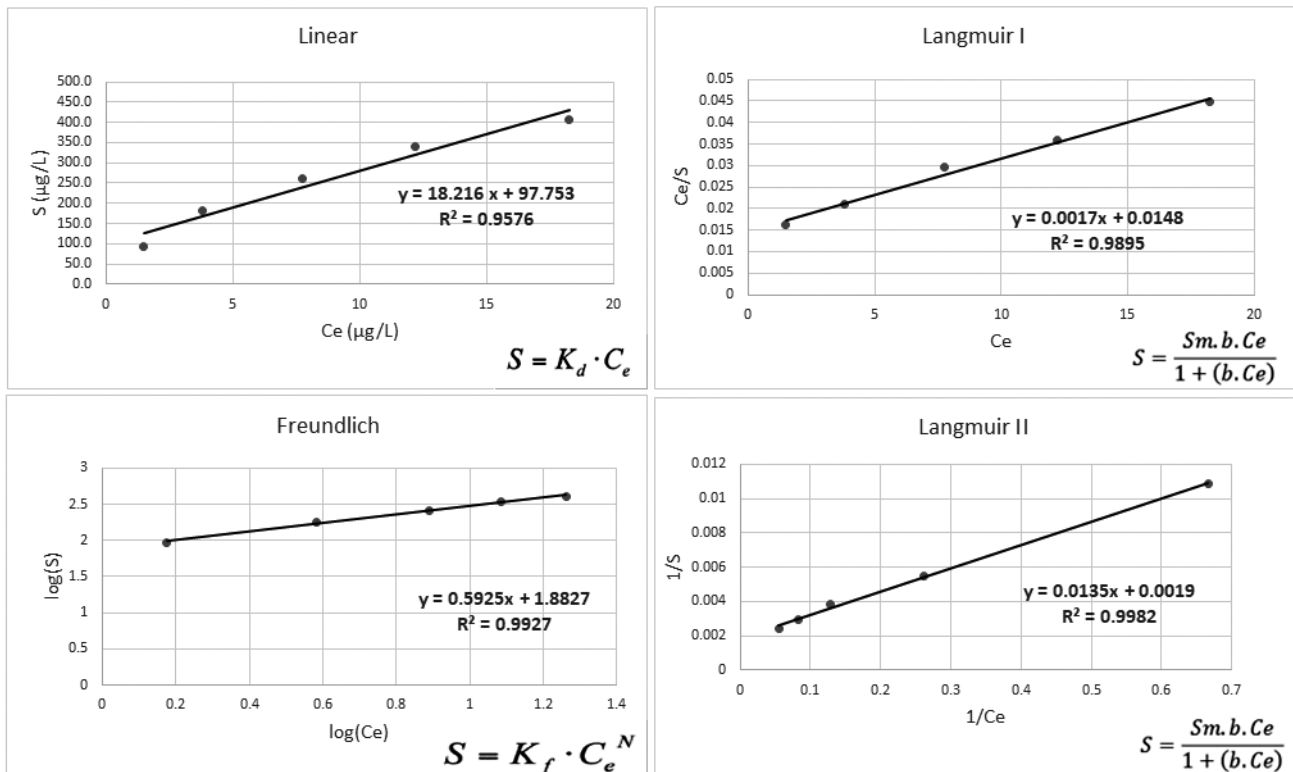 Linear
S (µg/L)
500.0
450.0
400.0
350.0
300.0
250.0
200.0
150.0
100.0
50.0
0.0
y = 18.216 x + 97.753
R² = 0.9576
0 5 10 15 20
Ce (µg/L)
S = K_d · C_e
Langmuir I
Ce/S
0.05
0.045
0.04
0.035
0.03
0.025
0.02
0.015
0.01
0.005
0
y = 0.0017x + 0.0148
R² = 0.9895
0 5 10 15 20
Ce
S = Sm.b.Ce / 1 + (b.Ce)
Freundlich
log(S)
3
2.5
2
1.5
1
0.5
0
y = 0.5925x + 1.8827
R² = 0.9927
0 0.2 0.4 0.6 0.8 1 1.2 1.4
log(Ce)
S = K_f · C_e^N
Langmuir II
1/S
0.012
0.01
0.008
0.006
0.004
0.002
0
y = 0.0135x + 0.0019
R² = 0.9982
0 0.1 0.2 0.3 0.4 0.5 0.6 0.7
1/Ce
S = Sm.b.Ce / 1 + (b.Ce)